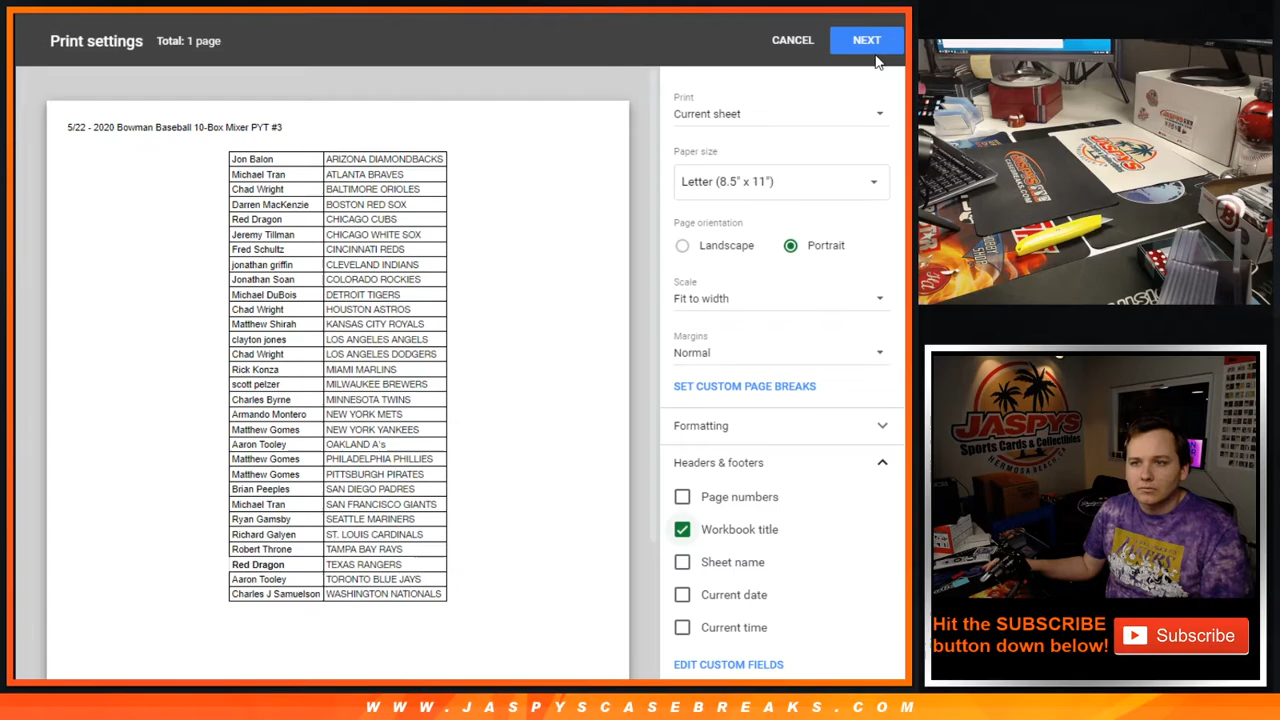 Print settings Total: 1 page CANCEL NEXT
5/22 - 2020 Bowman Baseball 10-Box Mixer PYT #3
Jon Balon ARIZONA DIAMONDBACKS
Michael Tran ATLANTA BRAVES
Chad Wright BALTIMORE ORIOLES
Darren MacKenzie BOSTON RED SOX
Red Dragon CHICAGO CUBS
Jeremy Tillman CHICAGO WHITE SOX
Fred Schultz CINCINNATI REDS
jonathan griffin CLEVELAND INDIANS
Jonathan Soan COLORADO ROCKIES
Michael DuBois DETROIT TIGERS
Chad Wright HOUSTON ASTROS
Matthew Shirah KANSAS CITY ROYALS
clayton jones LOS ANGELES ANGELS
Chad Wright LOS ANGELES DODGERS
Rick Konza MIAMI MARLINS
scott pelzer MILWAUKEE BREWERS
Charles Byrne MINNESOTA TWINS
Armando Montero NEW YORK METS
Matthew Gomes NEW YORK YANKEES
Aaron Tooley OAKLAND A's
Matthew Gomes PHILADELPHIA PHILLIES
Matthew Gomes PITTSBURGH PIRATES
Brian Peeples SAN DIEGO PADRES
Michael Tran SAN FRANCISCO GIANTS
Ryan Gamsby SEATTLE MARINERS
Richard Galyen ST. LOUIS CARDINALS
Robert Throne TAMPA BAY RAYS
Red Dragon TEXAS RANGERS
Aaron Tooley TORONTO BLUE JAYS
Charles J Samuelson WASHINGTON NATIONALS
Print
Current sheet
Paper size
Letter (8.5" x 11")
Page orientation
Landscape Portrait
Scale
Fit to width
Margins
Normal
SET CUSTOM PAGE BREAKS
Formatting
Headers & footers
Page numbers
Workbook title
Sheet name
Current date
Current time
EDIT CUSTOM FIELDS
JASPYS
Sports Cards & Collectibles
HERMOSA BEACH, CA
Hit the SUBSCRIBE
button down below!
Subscribe
WWW.JASPYSCASEBREAKS.COM